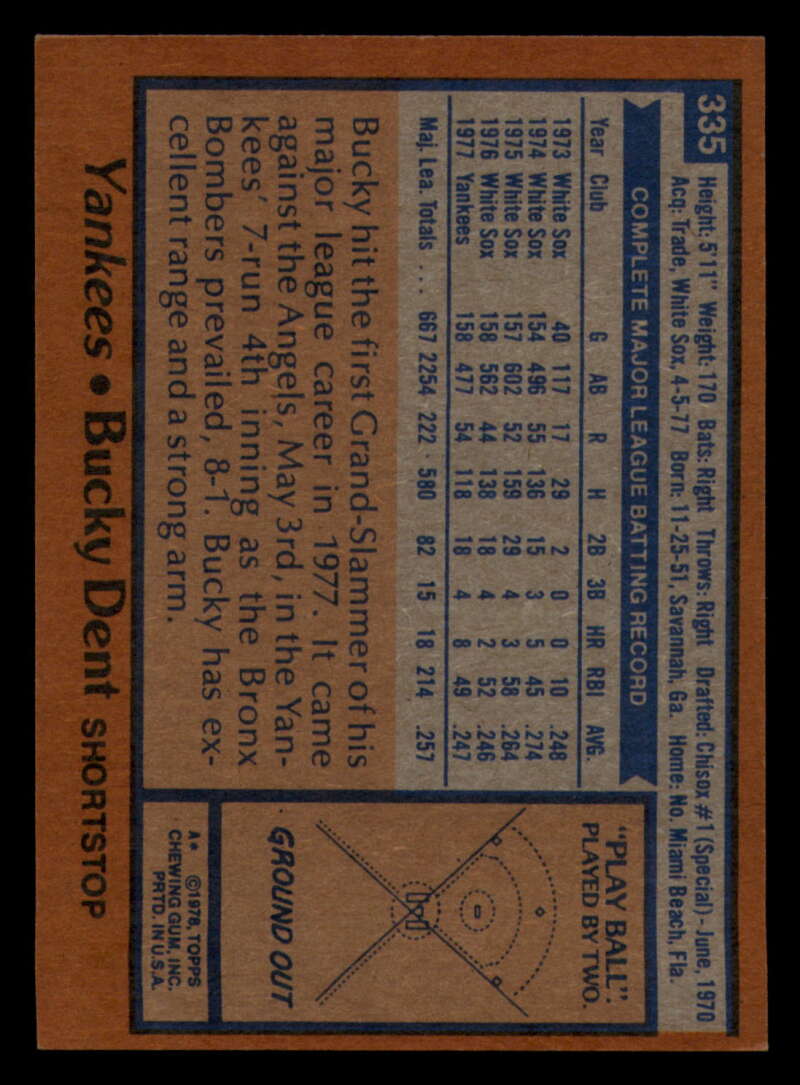 335
Height: 5'11" Weight: 170 Bats: Right Throws: Right Drafted: Chisox #1 (Special)-June, 1970
Acq: Trade, White Sox, 4-5-77 Born: 11-25-51, Savannah, Ga. Home: No. Miami Beach, Fla.
COMPLETE MAJOR LEAGUE BATTING RECORD
Year Club G AB R H 2B 3B HR RBI AVG.
1973 White Sox 40 117 17 29 2 0 0 10 .248
1974 White Sox 154 496 55 136 15 3 5 45 .274
1975 White Sox 157 602 52 159 29 4 3 58 .264
1976 White Sox 158 562 44 138 18 4 2 52 .246
1977 Yankees 158 477 54 118 18 4 8 49 .247
Maj. Lea. Totals ... 667 2254 222 580 82 15 18 214 .257
Bucky hit the first Grand-Slammer of his
major league career in 1977. It came
against the Angels, May 3rd, in the Yan-
kees' 7-run 4th inning as the Bronx
Bombers prevailed, 8-1. Bucky has ex-
cellent range and a strong arm.
"PLAY BALL":
PLAYED BY TWO.
GROUND OUT
A* ©1978, TOPPS
CHEWING GUM, INC.
PRTD. IN U.S.A.
Yankees • Bucky Dent SHORTSTOP